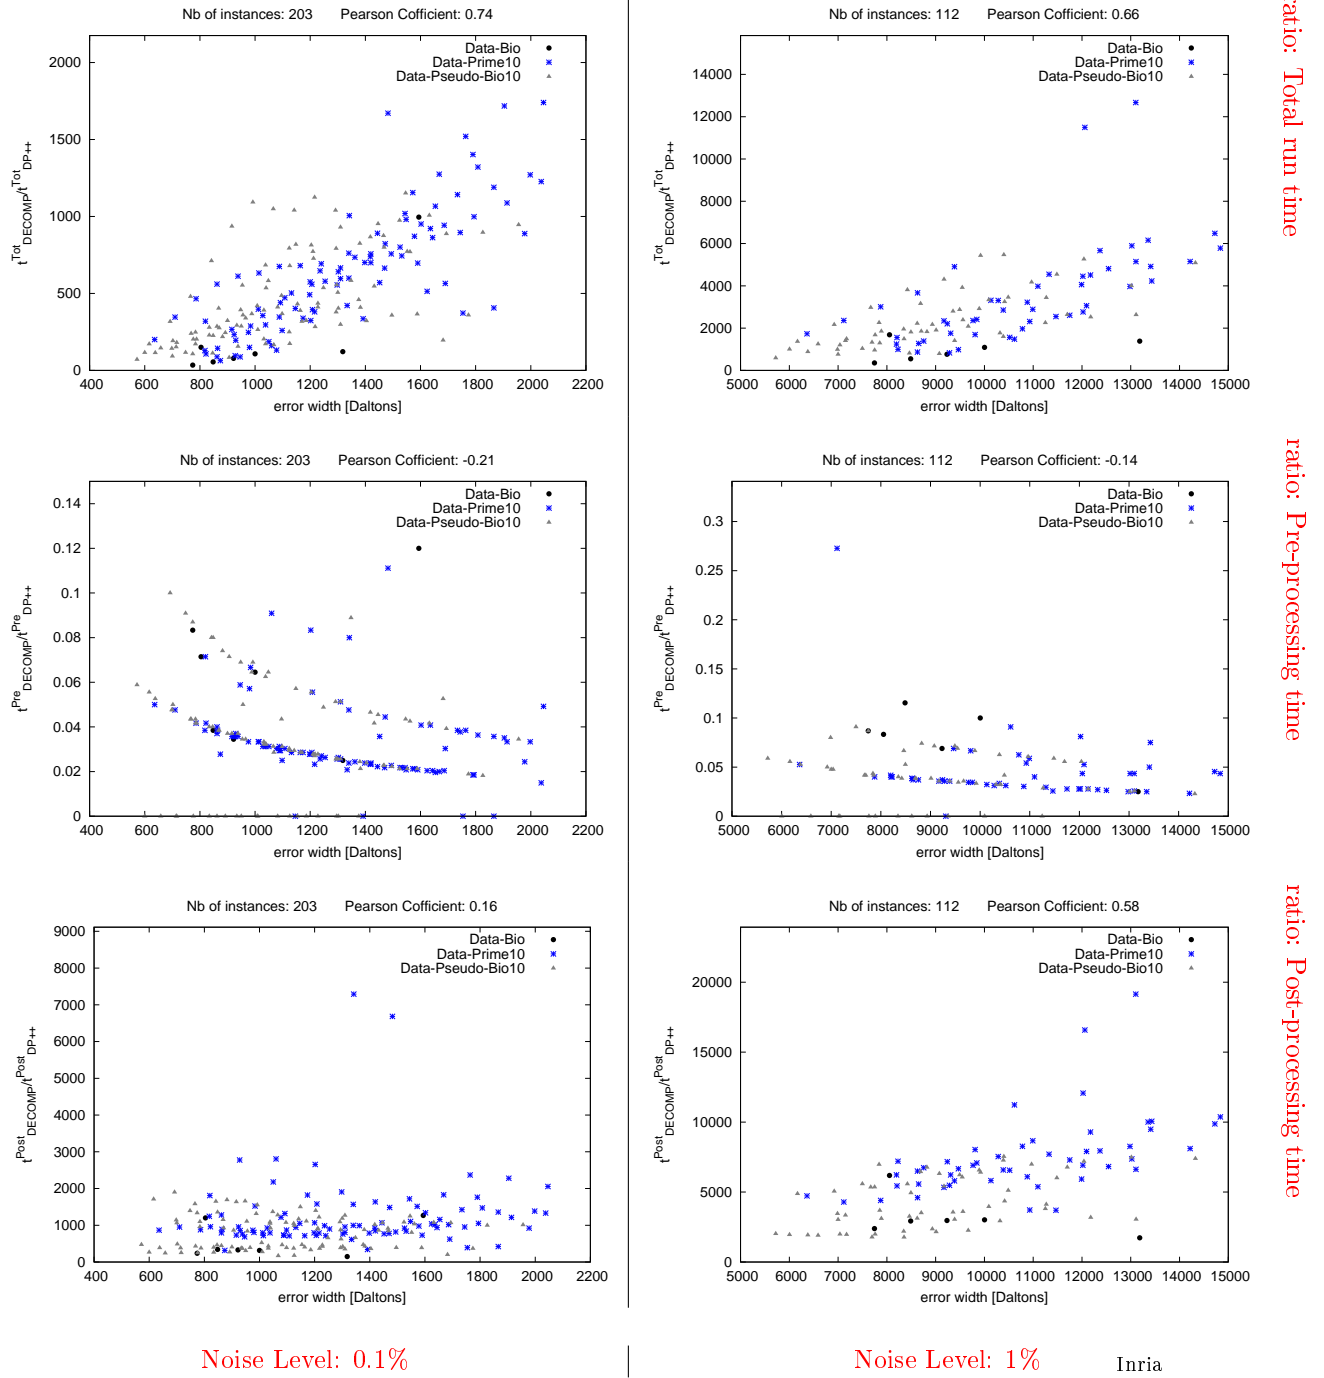 Nb of instances: 203 Pearson Cofficient: 0.74
2000
1500
1000
500
0
t^Tot_DECOMP/t^Tot_DP++
Data-Bio
Data-Prime10
Data-Pseudo-Bio10
400 600 800 1000 1200 1400 1600 1800 2000 2200
error width [Daltons]
Nb of instances: 112 Pearson Cofficient: 0.66
14000
12000
10000
8000
6000
4000
2000
0
t^Tot_DECOMP/t^Tot_DP++
Data-Bio
Data-Prime10
Data-Pseudo-Bio10
5000 6000 7000 8000 9000 10000 11000 12000 13000 14000 15000
error width [Daltons]
ratio: Total run time
Nb of instances: 203 Pearson Cofficient: -0.21
0.14
0.12
0.1
0.08
0.06
0.04
0.02
0
t^Pre_DECOMP/t^Pre_DP++
Data-Bio
Data-Prime10
Data-Pseudo-Bio10
400 600 800 1000 1200 1400 1600 1800 2000 2200
error width [Daltons]
Nb of instances: 112 Pearson Cofficient: -0.14
0.3
0.25
0.2
0.15
0.1
0.05
0
t^Pre_DECOMP/t^Pre_DP++
Data-Bio
Data-Prime10
Data-Pseudo-Bio10
5000 6000 7000 8000 9000 10000 11000 12000 13000 14000 15000
error width [Daltons]
ratio: Pre-processing time
Nb of instances: 203 Pearson Cofficient: 0.16
9000
8000
7000
6000
5000
4000
3000
2000
1000
0
t^Post_DECOMP/t^Post_DP++
Data-Bio
Data-Prime10
Data-Pseudo-Bio10
400 600 800 1000 1200 1400 1600 1800 2000 2200
error width [Daltons]
Nb of instances: 112 Pearson Cofficient: 0.58
20000
15000
10000
5000
0
t^Post_DECOMP/t^Post_DP++
Data-Bio
Data-Prime10
Data-Pseudo-Bio10
5000 6000 7000 8000 9000 10000 11000 12000 13000 14000 15000
error width [Daltons]
ratio: Post-processing time
Noise Level: 0.1%
Noise Level: 1%
Inria